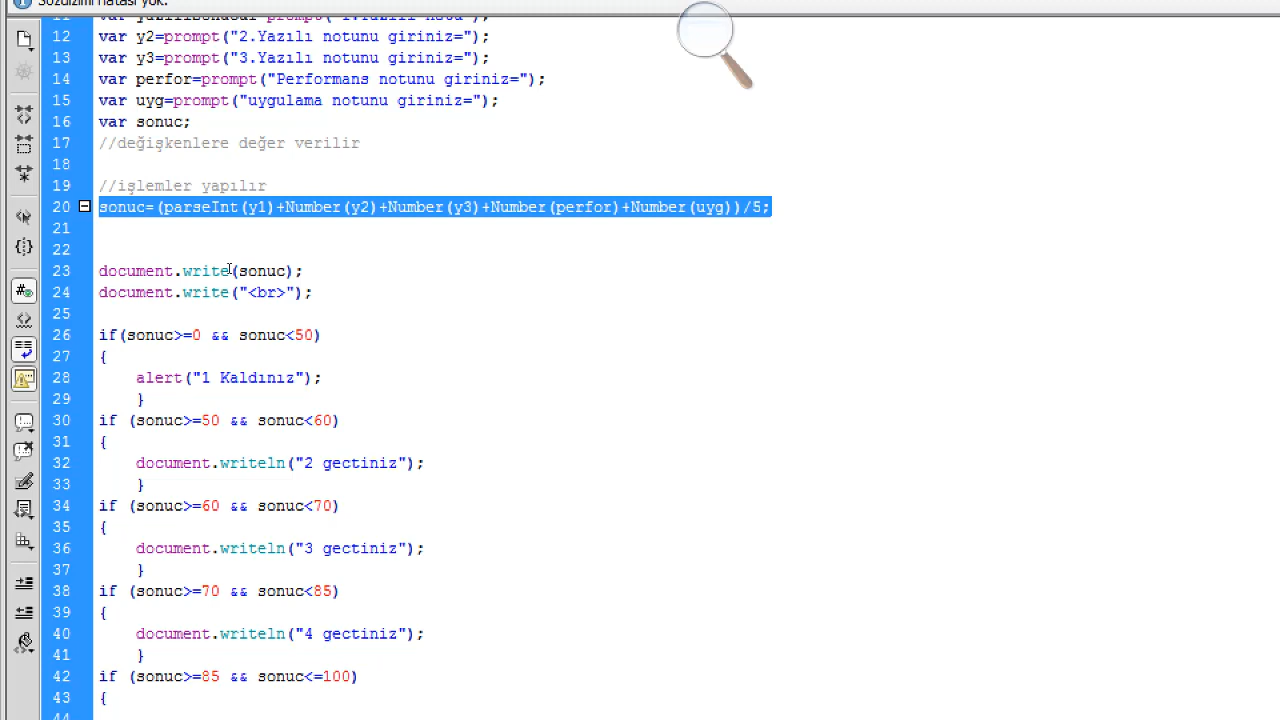 Sözdizimi hatası yok.
12 var y2=prompt("2.Yazılı notunu giriniz=");
13 var y3=prompt("3.Yazılı notunu giriniz=");
14 var perfor=prompt("Performans notunu giriniz=");
15 var uyg=prompt("uygulama notunu giriniz=");
16 var sonuc;
17 //değişkenlere değer verilir
18
19 //işlemler yapılır
20 sonuc=(parseInt(y1)+Number(y2)+Number(y3)+Number(perfor)+Number(uyg))/5;
21
22
23 document.write(sonuc);
24 document.write("<br>");
25
26 if(sonuc>=0 && sonuc<50)
27 {
28 alert("1 Kaldınız");
29 }
30 if (sonuc>=50 && sonuc<60)
31 {
32 document.writeln("2 gectiniz");
33 }
34 if (sonuc>=60 && sonuc<70)
35 {
36 document.writeln("3 gectiniz");
37 }
38 if (sonuc>=70 && sonuc<85)
39 {
40 document.writeln("4 gectiniz");
41 }
42 if (sonuc>=85 && sonuc<=100)
43 {
44